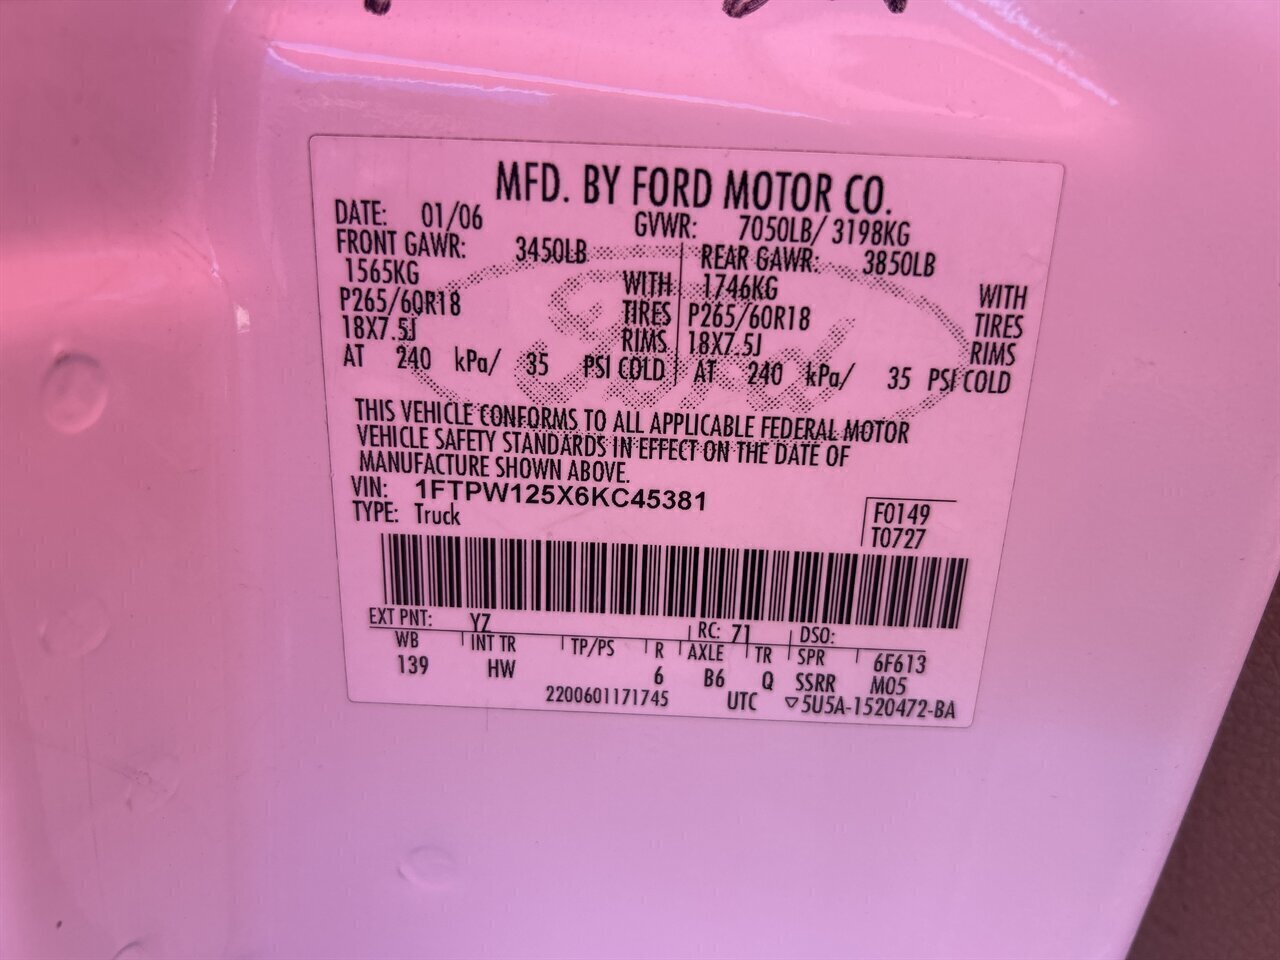 MFD. BY FORD MOTOR CO.
DATE: 01/06 GVWR: 7050LB/ 3198KG
FRONT GAWR: 3450LB REAR GAWR: 3850LB
1565KG WITH 1746KG WITH
P265/60R18 TIRES P265/60R18 TIRES
18X7.5J RIMS 18X7.5J RIMS
AT 240 kPa/ 35 PSI COLD AT 240 kPa/ 35 PSI COLD
Ford
THIS VEHICLE CONFORMS TO ALL APPLICABLE FEDERAL MOTOR
VEHICLE SAFETY STANDARDS IN EFFECT ON THE DATE OF
MANUFACTURE SHOWN ABOVE.
VIN: 1FTPW125X6KC45381
TYPE: Truck
F0149
T0727
EXT PNT: YZ RC: 71 DSO:
WB INT TR TP/PS R AXLE TR SPR 6F613
139 HW 6 B6 Q SSRR M05
2200601171745 UTC ▽5U5A-1520472-BA